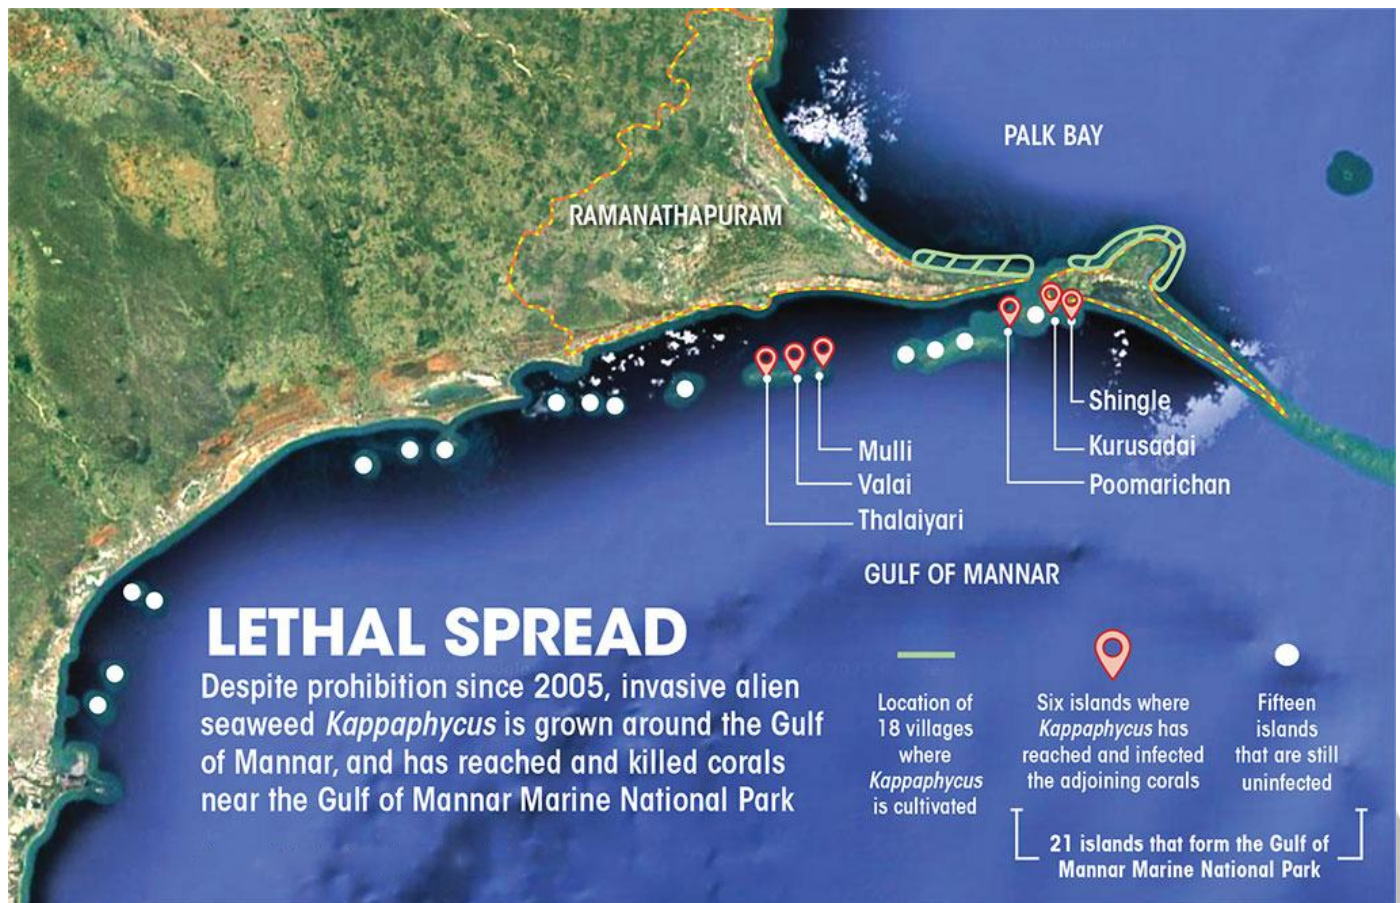 PALK BAY
RAMANATHAPURAM
Shingle
Kurusadai
Poomarichan
Mulli
Valai
Thalaiyari
GULF OF MANNAR
LETHAL SPREAD
Despite prohibition since 2005, invasive alien
seaweed Kappaphycus is grown around the Gulf
of Mannar, and has reached and killed corals
near the Gulf of Mannar Marine National Park
Location of
18 villages
where
Kappaphycus
is cultivated
Six islands where
Kappaphycus has
reached and infected
the adjoining corals
Fifteen
islands
that are still
uninfected
21 islands that form the Gulf of
Mannar Marine National Park